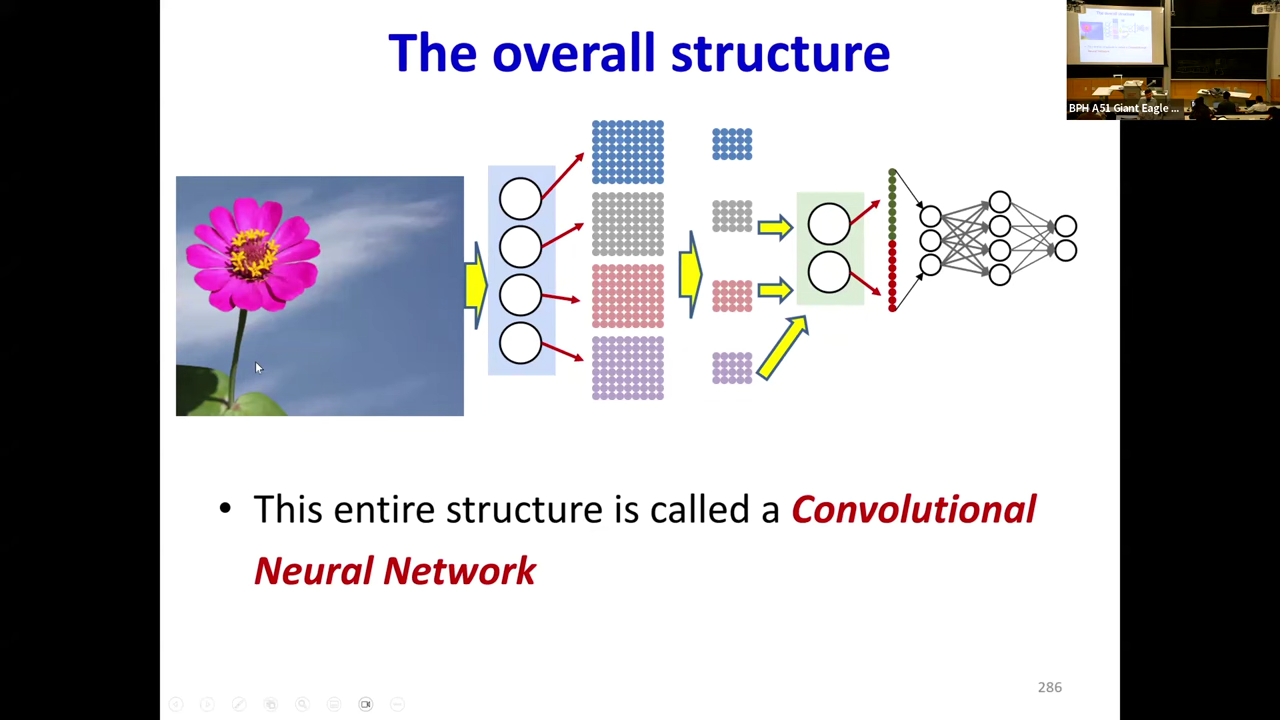 The overall structure
BPH A51 Giant Eagle ...
• This entire structure is called a Convolutional
Neural Network
286